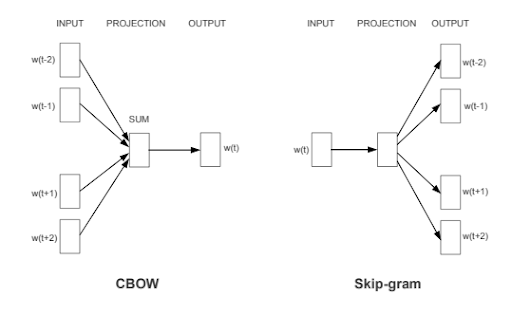 INPUT PROJECTION OUTPUT
w(t-2)
w(t-1)
SUM
w(t)
w(t+1)
w(t+2)
CBOW
INPUT PROJECTION OUTPUT
w(t-2)
w(t-1)
w(t)
w(t+1)
w(t+2)
Skip-gram